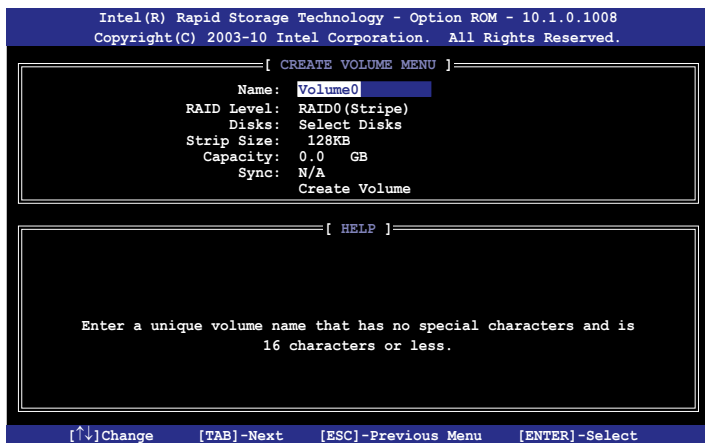 Intel(R) Rapid Storage Technology - Option ROM - 10.1.0.1008
Copyright(C) 2003-10 Intel Corporation.  All Rights Reserved.
[ CREATE VOLUME MENU ]
Name: Volume0
RAID Level: RAID0(Stripe)
Disks: Select Disks
Strip Size: 128KB
Capacity: 0.0 GB
Sync: N/A
Create Volume
[ HELP ]
Enter a unique volume name that has no special characters and is
16 characters or less.
[↑↓]Change [TAB]-Next [ESC]-Previous Menu [ENTER]-Select